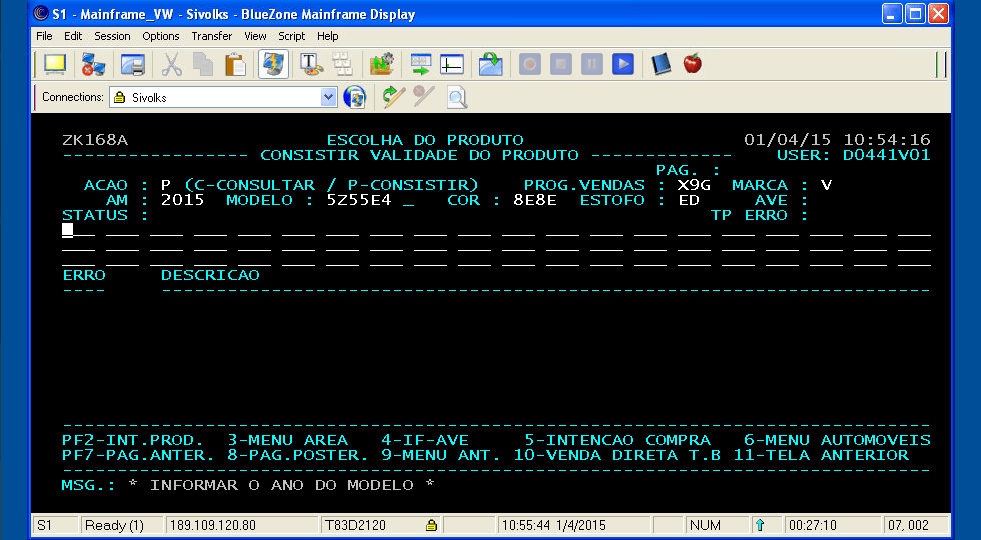 S1 - Mainframe_VW - Sivolks - BlueZone Mainframe Display
File Edit Session Options Transfer View Script Help
Connections: Sivolks
ZK168A ESCOLHA DO PRODUTO 01/04/15 10:54:16
----------------- CONSISTIR VALIDADE DO PRODUTO ------------- USER: D0441V01
PAG. :
ACAO : P (C-CONSULTAR / P-CONSISTIR) PROG.VENDAS : X9G MARCA : V
AM : 2015 MODELO : 5Z55E4 _ COR : 8E8E ESTOFO : ED AVE :
STATUS : TP ERRO :
ERRO DESCRICAO
PF2-INT.PROD. 3-MENU AREA 4-IF-AVE 5-INTENCAO COMPRA 6-MENU AUTOMOVEIS
PF7-PAG.ANTER. 8-PAG.POSTER. 9-MENU ANT. 10-VENDA DIRETA T.B 11-TELA ANTERIOR
MSG.: * INFORMAR O ANO DO MODELO *
S1 Ready (1) 189.109.120.80 T83D2120 10:55:44 1/4/2015 NUM 00:27:10 07, 002